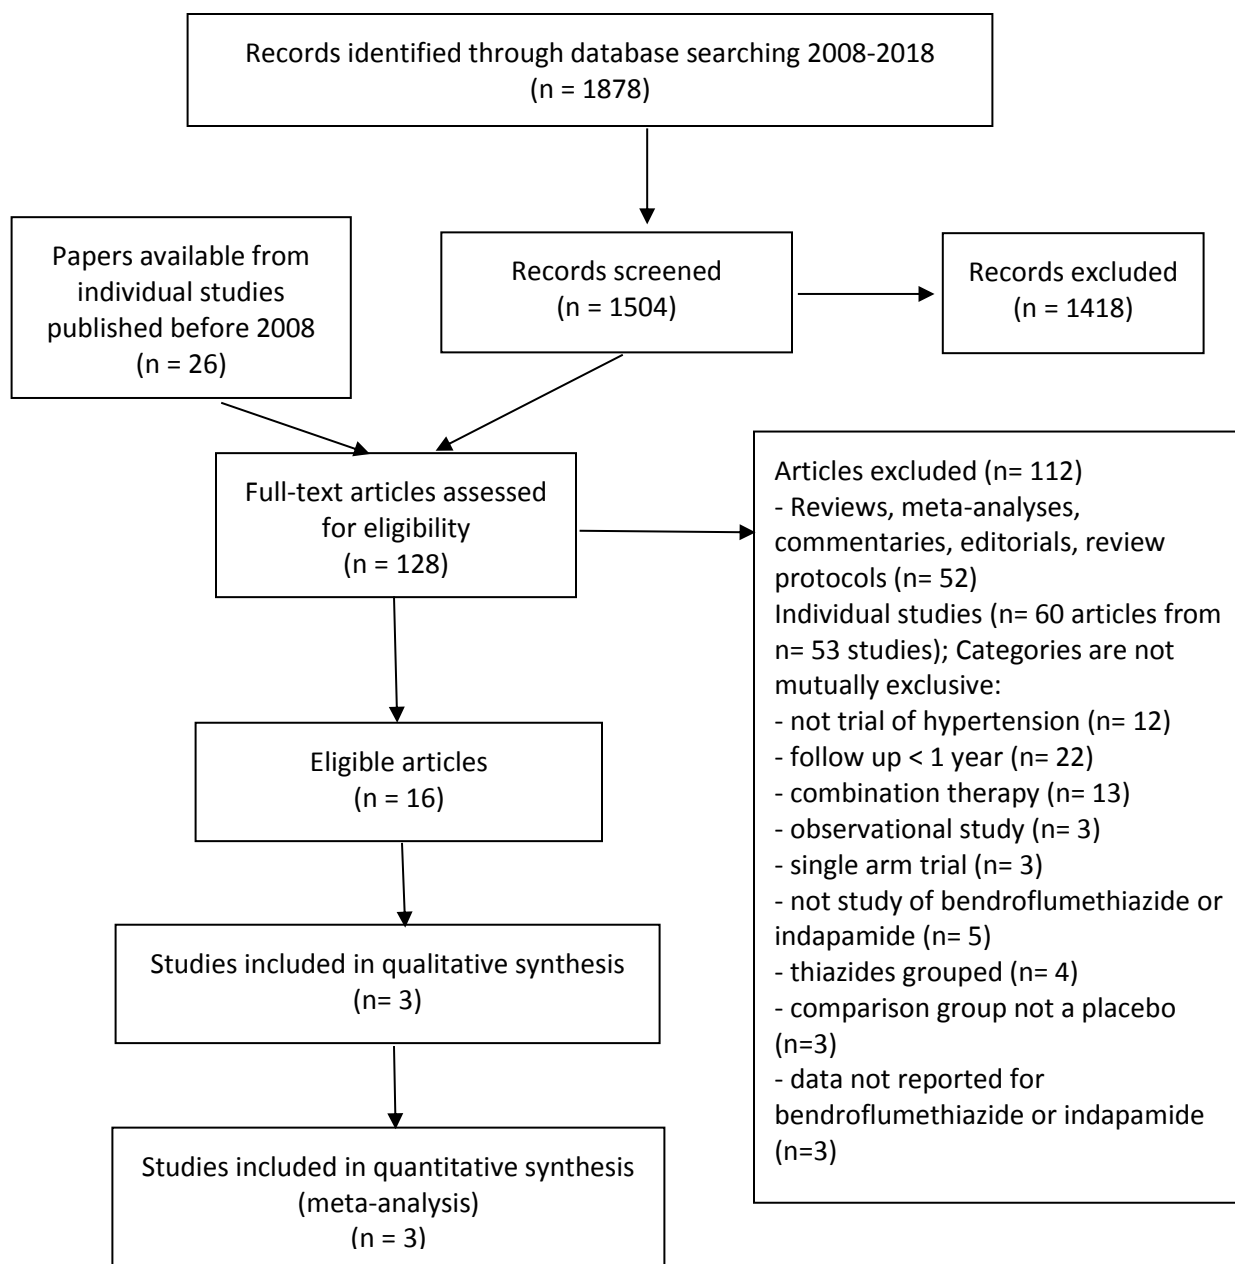 Records identified through database searching 2008-2018
(n = 1878)
Papers available from
individual studies
published before 2008
(n = 26)
Records screened
(n = 1504)
Records excluded
(n = 1418)
Full-text articles assessed
for eligibility
(n = 128)
Articles excluded (n= 112)
- Reviews, meta-analyses,
commentaries, editorials, review
protocols (n= 52)
Individual studies (n= 60 articles from
n= 53 studies); Categories are not
mutually exclusive:
- not trial of hypertension (n= 12)
- follow up < 1 year (n= 22)
- combination therapy (n= 13)
- observational study (n= 3)
- single arm trial (n= 3)
- not study of bendroflumethiazide or
indapamide (n= 5)
- thiazides grouped (n= 4)
- comparison group not a placebo
(n=3)
- data not reported for
bendroflumethiazide or indapamide
(n=3)
Eligible articles
(n = 16)
Studies included in qualitative synthesis
(n= 3)
Studies included in quantitative synthesis
(meta-analysis)
(n = 3)